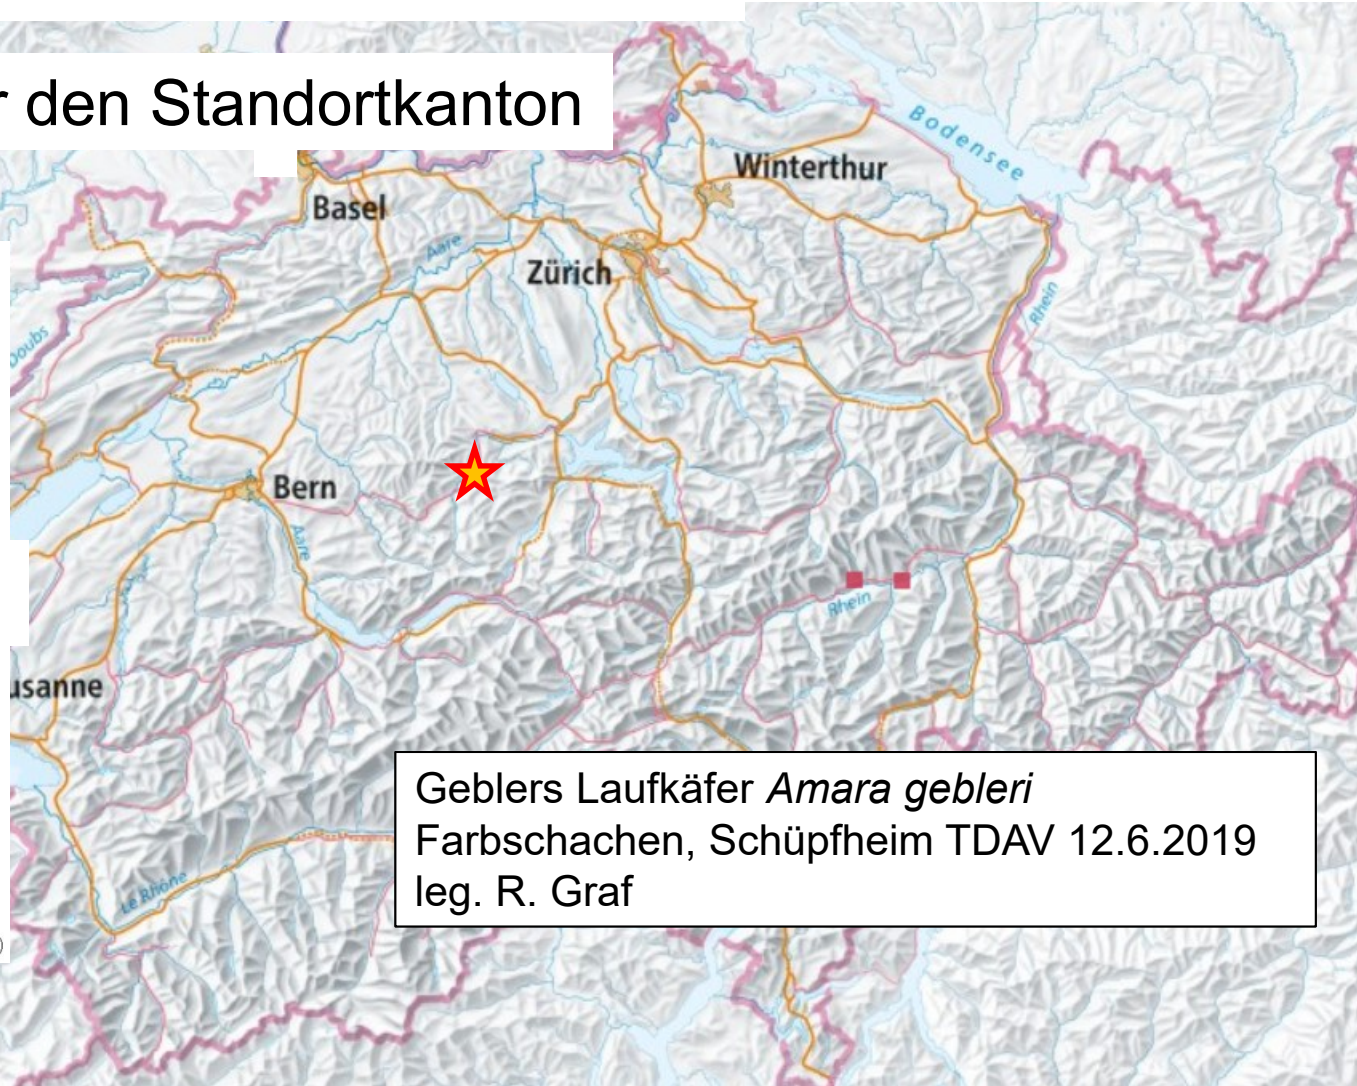 r den Standortkanton
Bodensee
Winterthur
Basel
Aare
Zürich
Rhein
Doubs
Bern
Aare
Rhein
usanne
Geblers Laufkäfer Amara gebleri
Farbschachen, Schüpfheim TDAV 12.6.2019
leg. R. Graf
Le Rhône
)